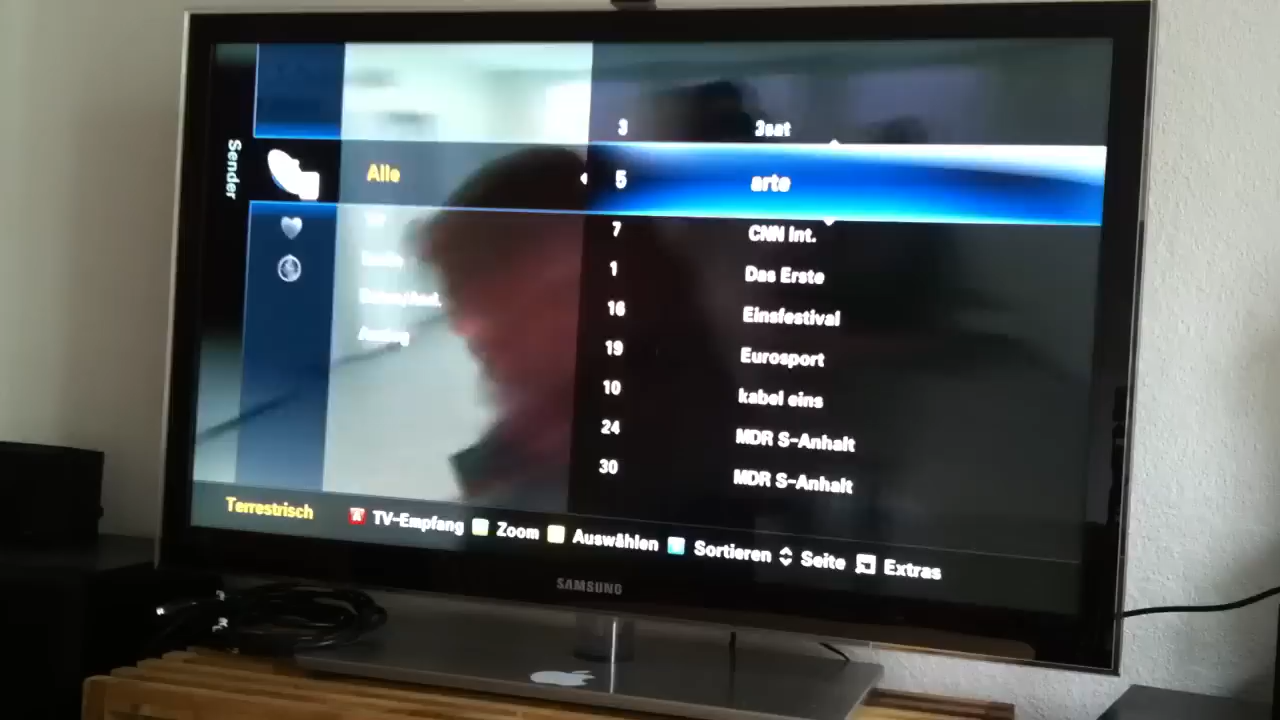 Sender
3 3sat
Alle
5 arte
7 CNN Int.
1 Das Erste
16 Einsfestival
19 Eurosport
10 kabel eins
24 MDR S-Anhalt
30 MDR S-Anhalt
Terrestrisch A TV-Empfang Zoom Auswählen Sortieren Seite Extras
SAMSUNG